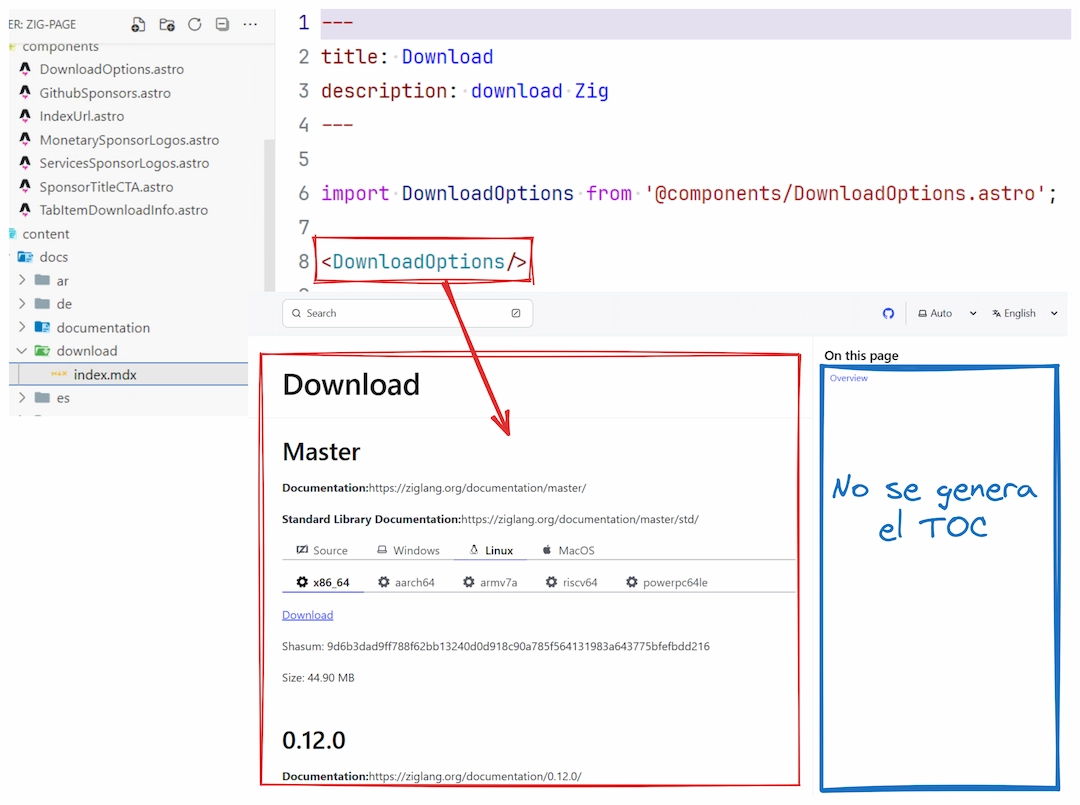 ER: ZIG-PAGE
components
DownloadOptions.astro
GithubSponsors.astro
IndexUrl.astro
MonetarySponsorLogos.astro
ServicesSponsorLogos.astro
SponsorTitleCTA.astro
TabItemDownloadInfo.astro
content
docs
ar
de
documentation
download
index.mdx
es
1 ---
2 title: Download
3 description: download Zig
4 ---
5
6 import DownloadOptions from '@components/DownloadOptions.astro';
7
8 <DownloadOptions/>
Search
Auto
English
Download
Master
Documentation:https://ziglang.org/documentation/master/
Standard Library Documentation:https://ziglang.org/documentation/master/std/
Source Windows Linux MacOS
x86_64 aarch64 armv7a riscv64 powerpc64le
Download
Shasum: 9d6b3dad9ff788f62bb13240d0d918c90a785f564131983a643775bfefbdd216
Size: 44.90 MB
0.12.0
Documentation:https://ziglang.org/documentation/0.12.0/
On this page
Overview
No se genera
el TOC